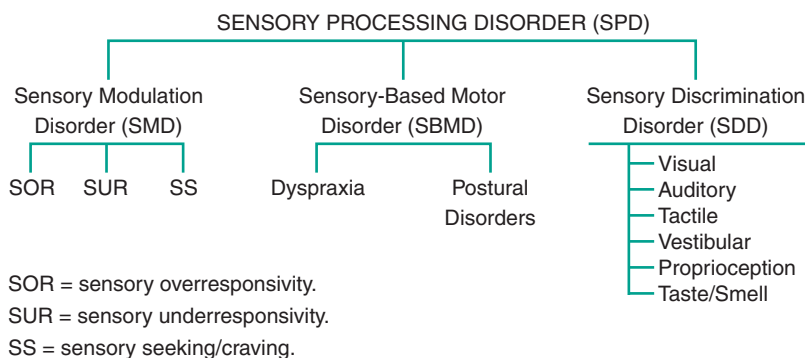 SENSORY PROCESSING DISORDER (SPD)
Sensory Modulation
Disorder (SMD)
SOR SUR SS
Sensory-Based Motor
Disorder (SBMD)
Dyspraxia
Postural
Disorders
Sensory Discrimination
Disorder (SDD)
Visual
Auditory
Tactile
Vestibular
Proprioception
Taste/Smell
SOR = sensory overresponsivity.
SUR = sensory underresponsivity.
SS = sensory seeking/craving.